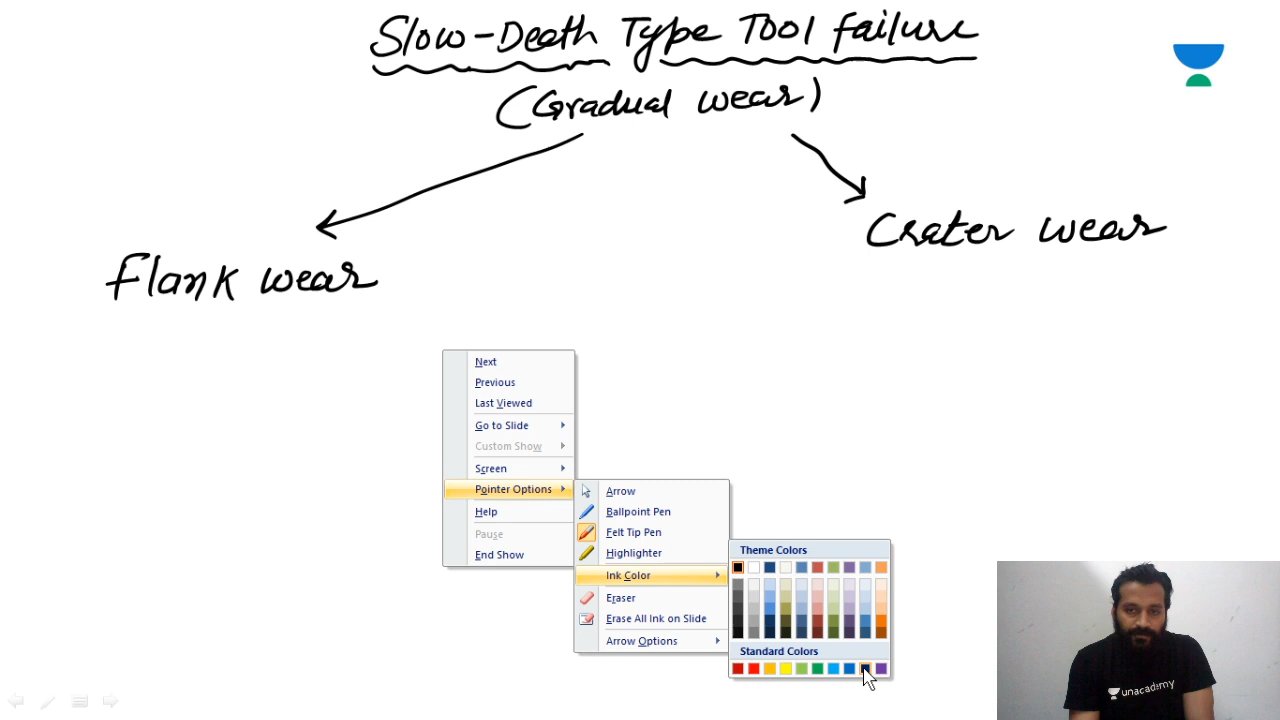 Slow-Death Type Tool failure
(Gradual wear)
Crater wear
Flank wear
Next
Previous
Last Viewed
Go to Slide
Custom Show
Screen
Pointer Options
Help
Pause
End Show
Arrow
Ballpoint Pen
Felt Tip Pen
Highlighter
Ink Color
Eraser
Erase All Ink on Slide
Arrow Options
Theme Colors
Standard Colors
unacademy